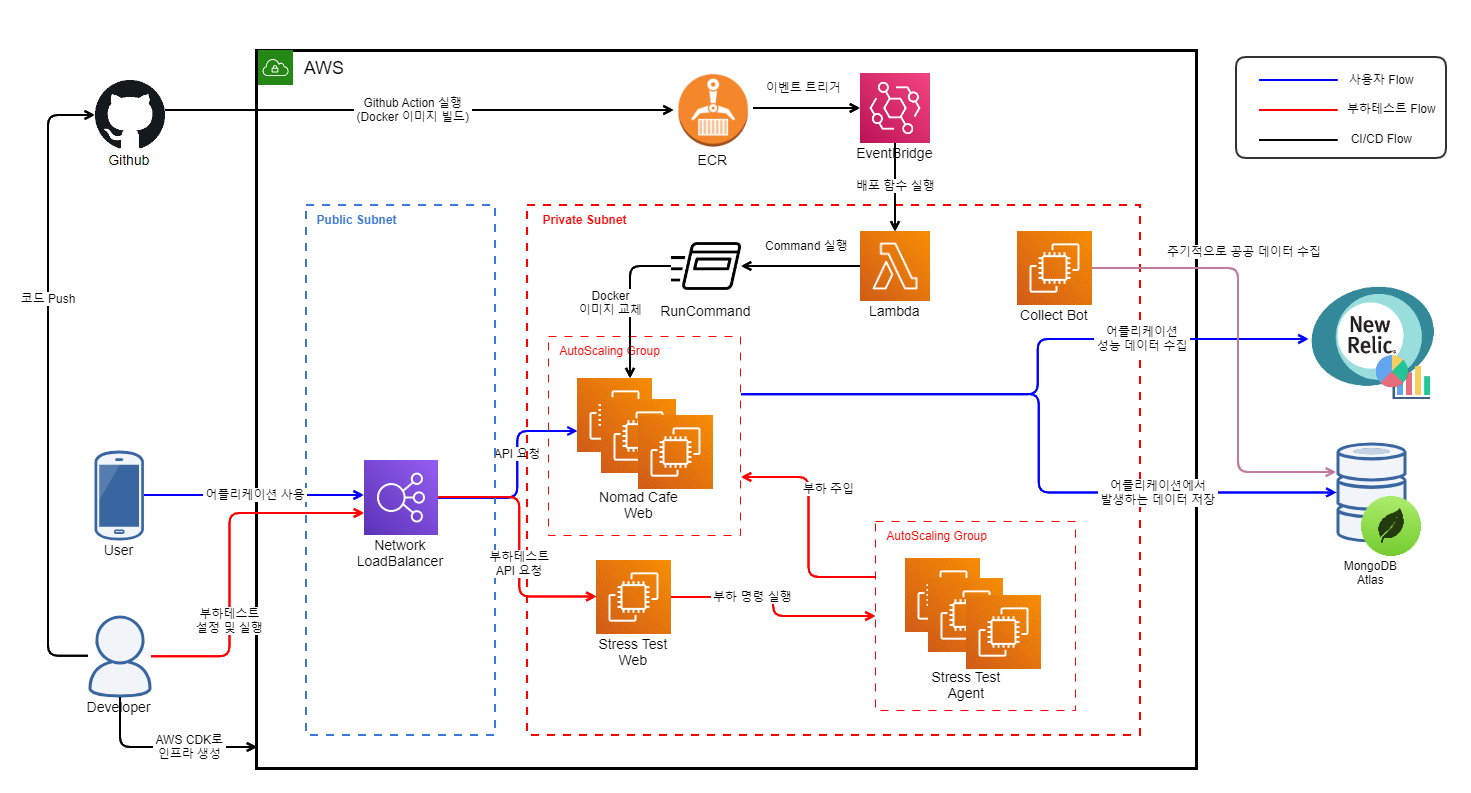 AWS
사용자 Flow
부하테스트 Flow
CI/CD Flow
Github
Github Action 실행
(Docker 이미지 빌드)
ECR
이벤트 트리거
EventBridge
배포 함수 실행
Public Subnet
Private Subnet
Command 실행
RunCommand
Lambda
Collect Bot
주기적으로 공공 데이터 수집
코드 Push
Docker
이미지 교체
AutoScaling Group
어플리케이션
성능 데이터 수집
New
Relic.
API 요청
어플리케이션 사용
User
Network
LoadBalancer
Nomad Cafe
Web
부하 주입
어플리케이션에서
발생하는 데이터 저장
MongoDB
Atlas
AutoScaling Group
부하테스트
API 요청
부하 명령 실행
Stress Test
Web
Stress Test
Agent
부하테스트
설정 및 실행
Developer
AWS CDK로
인프라 생성